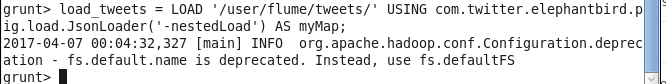 grunt> load_tweets = LOAD '/user/flume/tweets/' USING com.twitter.elephantbird.p
ig.load.JsonLoader('-nestedLoad') AS myMap;
2017-04-07 00:04:32,327 [main] INFO  org.apache.hadoop.conf.Configuration.deprec
ation - fs.default.name is deprecated. Instead, use fs.defaultFS
grunt>